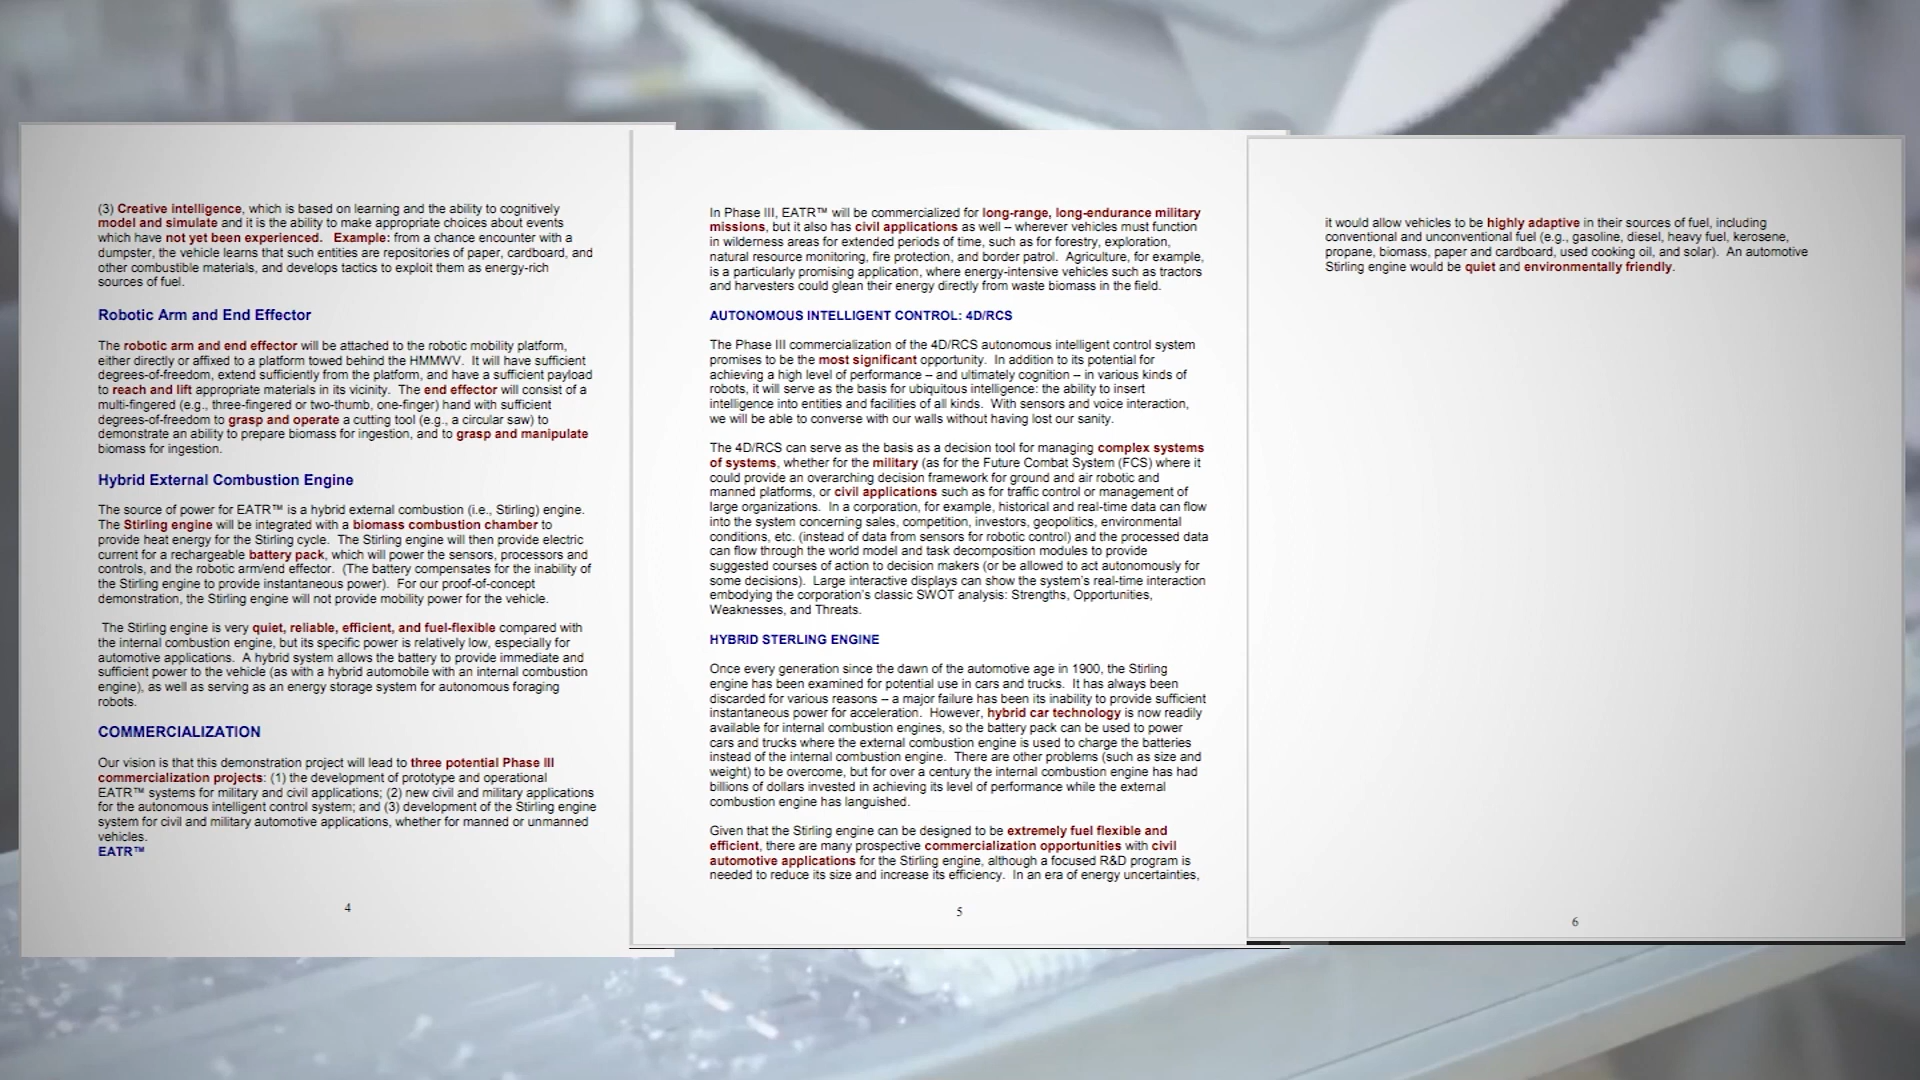 (3) Creative intelligence, which is based on learning and the ability to cognitively
model and simulate and it is the ability to make appropriate choices about events
which have not yet been experienced. Example: from a chance encounter with a
dumpster, the vehicle learns that such entities are repositories of paper, cardboard, and
other combustible materials, and develops tactics to exploit them as energy-rich
sources of fuel.
Robotic Arm and End Effector
The robotic arm and end effector will be attached to the robotic mobility platform,
either directly or affixed to a platform towed behind the HMMWV. It will have sufficient
degrees-of-freedom, extend sufficiently from the platform, and have a sufficient payload
to reach and lift appropriate materials in its vicinity. The end effector will consist of a
multi-fingered (e.g., three-fingered or two-thumb, one-finger) hand with sufficient
degrees-of-freedom to grasp and operate a cutting tool (e.g., a circular saw) to
demonstrate an ability to prepare biomass for ingestion, and to grasp and manipulate
biomass for ingestion.
Hybrid External Combustion Engine
The source of power for EATR™ is a hybrid external combustion (i.e., Stirling) engine.
The Stirling engine will be integrated with a biomass combustion chamber to
provide heat energy for the Stirling cycle. The Stirling engine will then provide electric
current for a rechargeable battery pack, which will power the sensors, processors and
controls, and the robotic arm/end effector. (The battery compensates for the inability of
the Stirling engine to provide instantaneous power). For our proof-of-concept
demonstration, the Stirling engine will not provide mobility power for the vehicle.
The Stirling engine is very quiet, reliable, efficient, and fuel-flexible compared with
the internal combustion engine, but its specific power is relatively low, especially for
automotive applications. A hybrid system allows the battery to provide immediate and
sufficient power to the vehicle (as with a hybrid automobile with an internal combustion
engine), as well as serving as an energy storage system for autonomous foraging
robots.
COMMERCIALIZATION
Our vision is that this demonstration project will lead to three potential Phase III
commercialization projects: (1) the development of prototype and operational
EATR™ systems for military and civil applications; (2) new civil and military applications
for the autonomous intelligent control system; and (3) development of the Stirling engine
system for civil and military automotive applications, whether for manned or unmanned
vehicles.
EATR™
4
In Phase III, EATR™ will be commercialized for long-range, long-endurance military
missions, but it also has civil applications as well – wherever vehicles must function
in wilderness areas for extended periods of time, such as for forestry, exploration,
natural resource monitoring, fire protection, and border patrol. Agriculture, for example,
is a particularly promising application, where energy-intensive vehicles such as tractors
and harvesters could glean their energy directly from waste biomass in the field.
AUTONOMOUS INTELLIGENT CONTROL: 4D/RCS
The Phase III commercialization of the 4D/RCS autonomous intelligent control system
promises to be the most significant opportunity. In addition to its potential for
achieving a high level of performance – and ultimately cognition – in various kinds of
robots, it will serve as the basis for ubiquitous intelligence: the ability to insert
intelligence into entities and facilities of all kinds. With sensors and voice interaction,
we will be able to converse with our walls without having lost our sanity.
The 4D/RCS can serve as the basis as a decision tool for managing complex systems
of systems, whether for the military (as for the Future Combat System (FCS) where it
could provide an overarching decision framework for ground and air robotic and
manned platforms, or civil applications such as for traffic control or management of
large organizations. In a corporation, for example, historical and real-time data can flow
into the system concerning sales, competition, investors, geopolitics, environmental
conditions, etc. (instead of data from sensors for robotic control) and the processed data
can flow through the world model and task decomposition modules to provide
suggested courses of action to decision makers (or be allowed to act autonomously for
some decisions). Large interactive displays can show the system's real-time interaction
embodying the corporation's classic SWOT analysis: Strengths, Opportunities,
Weaknesses, and Threats.
HYBRID STERLING ENGINE
Once every generation since the dawn of the automotive age in 1900, the Stirling
engine has been examined for potential use in cars and trucks. It has always been
discarded for various reasons – a major failure has been its inability to provide sufficient
instantaneous power for acceleration. However, hybrid car technology is now readily
available for internal combustion engines, so the battery pack can be used to power
cars and trucks where the external combustion engine is used to charge the batteries
instead of the internal combustion engine. There are other problems (such as size and
weight) to be overcome, but for over a century the internal combustion engine has had
billions of dollars invested in achieving its level of performance while the external
combustion engine has languished.
Given that the Stirling engine can be designed to be extremely fuel flexible and
efficient, there are many prospective commercialization opportunities with civil
automotive applications for the Stirling engine, although a focused R&D program is
needed to reduce its size and increase its efficiency. In an era of energy uncertainties,
5
it would allow vehicles to be highly adaptive in their sources of fuel, including
conventional and unconventional fuel (e.g., gasoline, diesel, heavy fuel, kerosene,
propane, biomass, paper and cardboard, used cooking oil, and solar). An automotive
Stirling engine would be quiet and environmentally friendly.
6